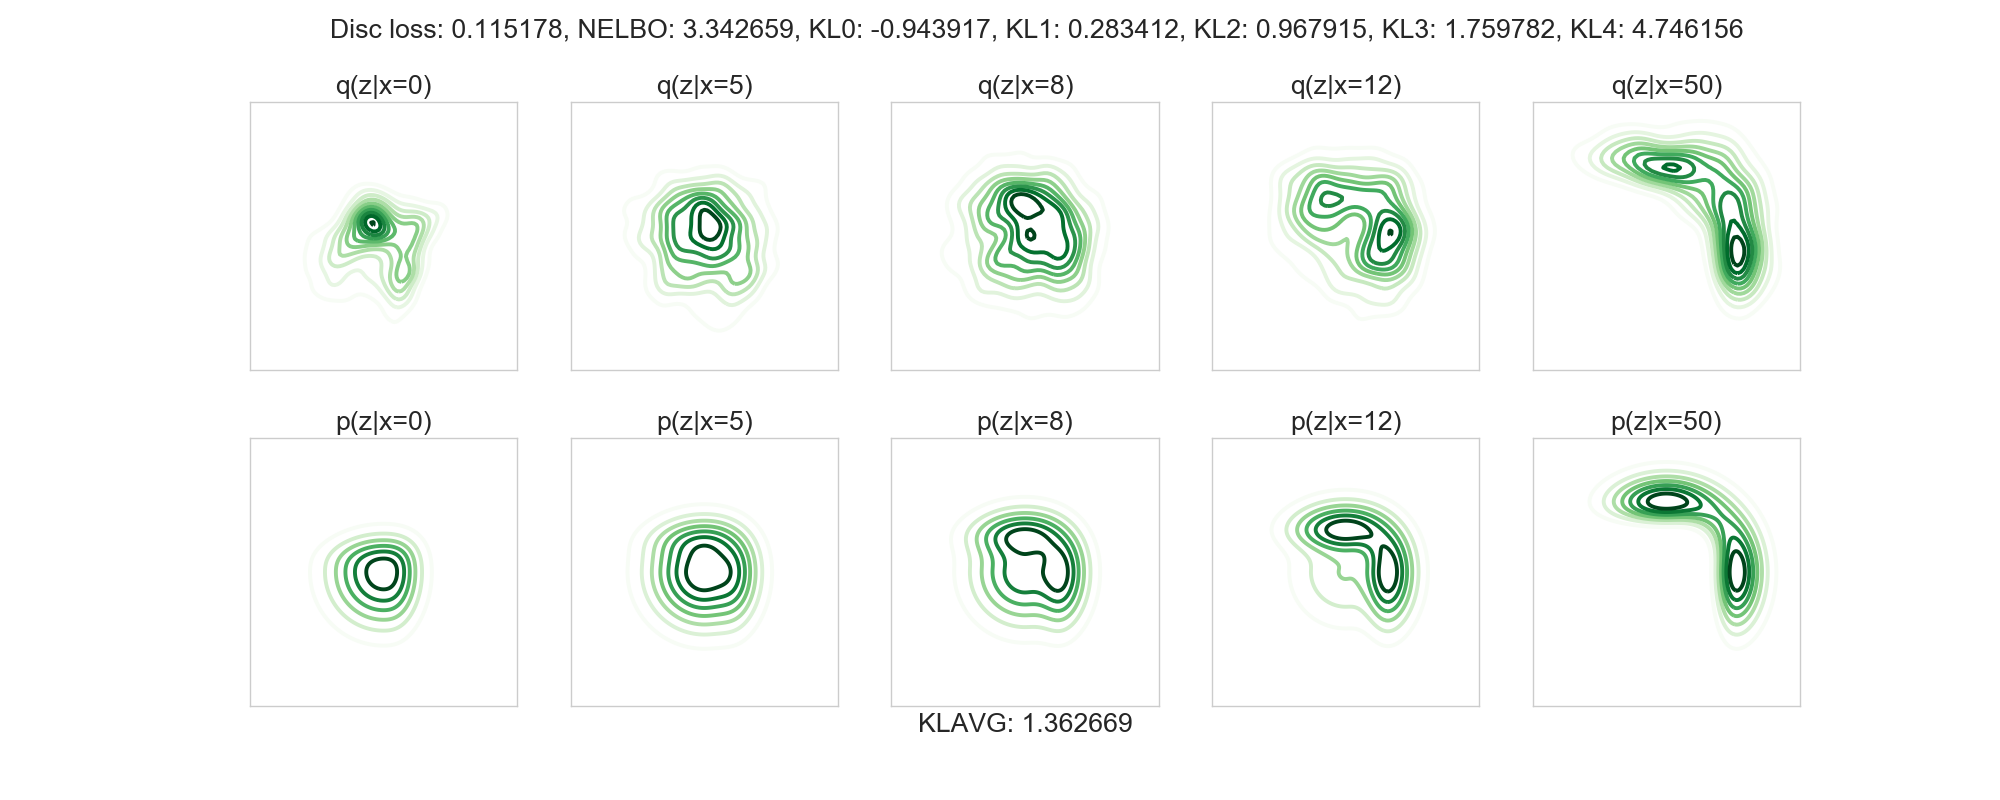 Disc loss: 0.115178, NELBO: 3.342659, KL0: -0.943917, KL1: 0.283412, KL2: 0.967915, KL3: 1.759782, KL4: 4.746156
q(z|x=0) q(z|x=5) q(z|x=8) q(z|x=12) q(z|x=50)
p(z|x=0) p(z|x=5) p(z|x=8) p(z|x=12) p(z|x=50)
KLAVG: 1.362669